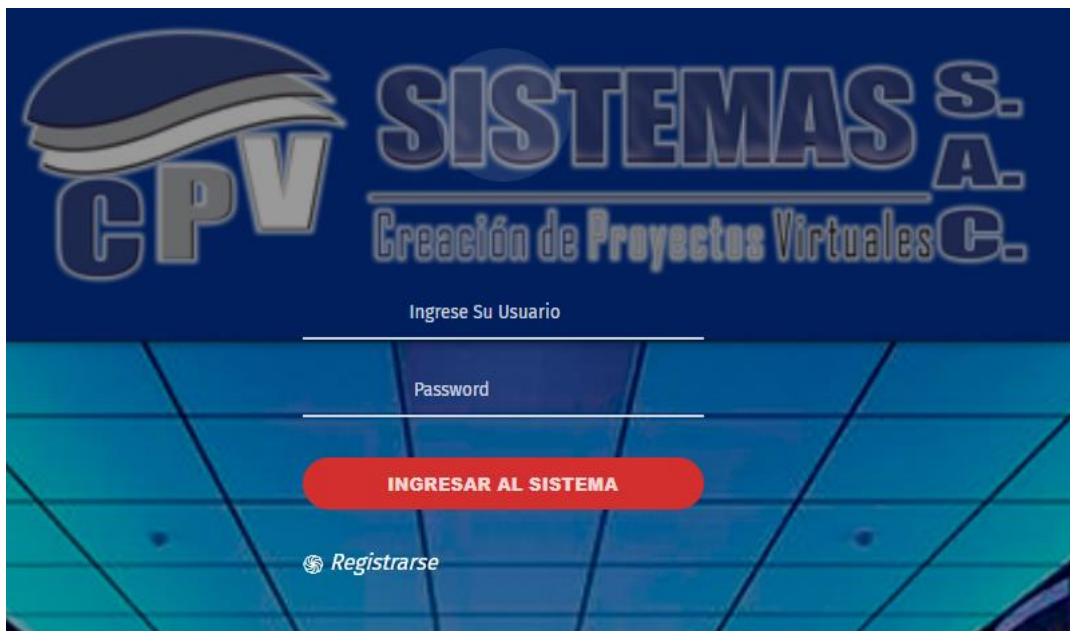 CPV SISTEMAS S.A.C.
Creación de Proyectos Virtuales
Ingrese Su Usuario
Password
INGRESAR AL SISTEMA
Registrarse